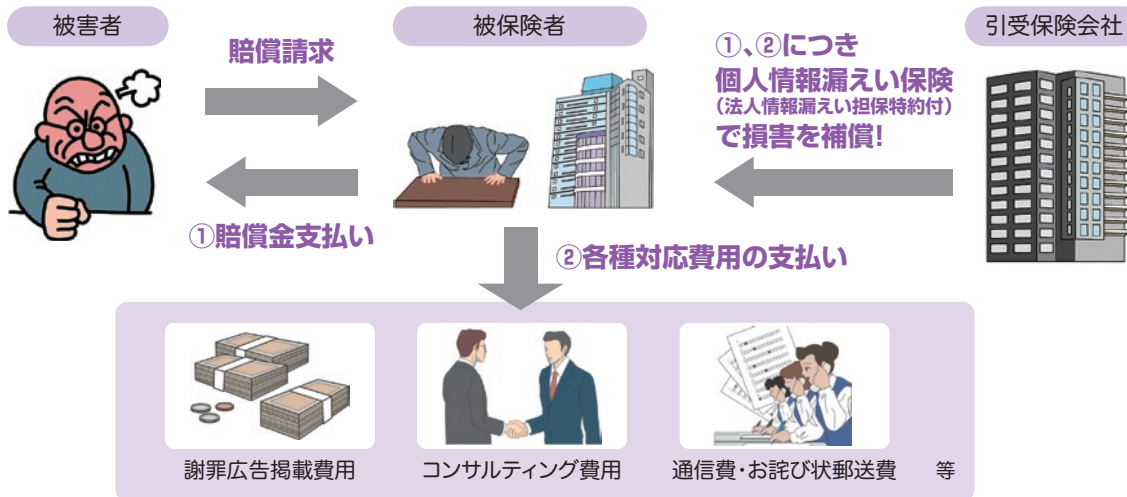 被害者
被保険者
引受保険会社
賠償請求
①、②につき
個人情報漏えい保険
（法人情報漏えい担保特約付）
で損害を補償!
①賠償金支払い
②各種対応費用の支払い
謝罪広告掲載費用
コンサルティング費用
通信費・お詫び状郵送費　等